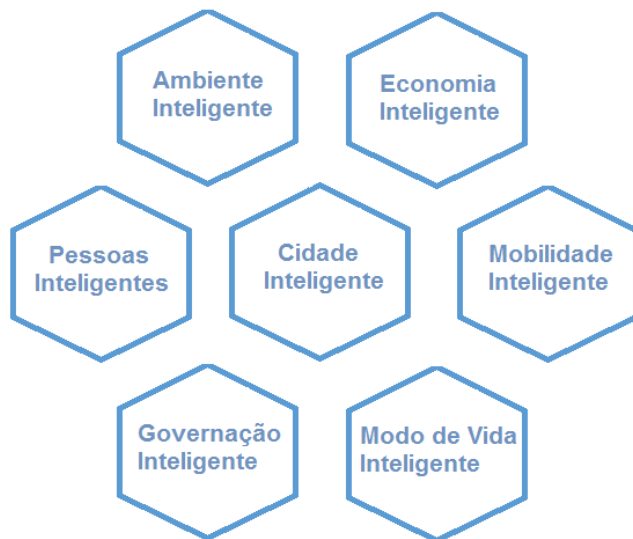 Ambiente
Inteligente
Economia
Inteligente
Pessoas
Inteligentes
Cidade
Inteligente
Mobilidade
Inteligente
Governação
Inteligente
Modo de Vida
Inteligente